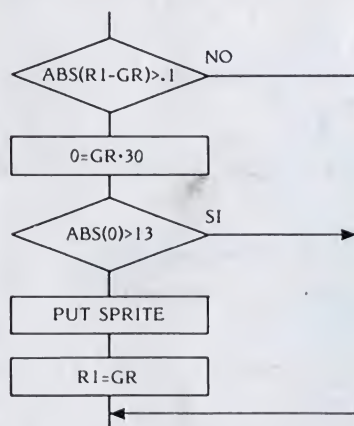 ABS(R1-GR)>.1
NO
0=GR·30
ABS(0)>13
SI
PUT SPRITE
R1=GR